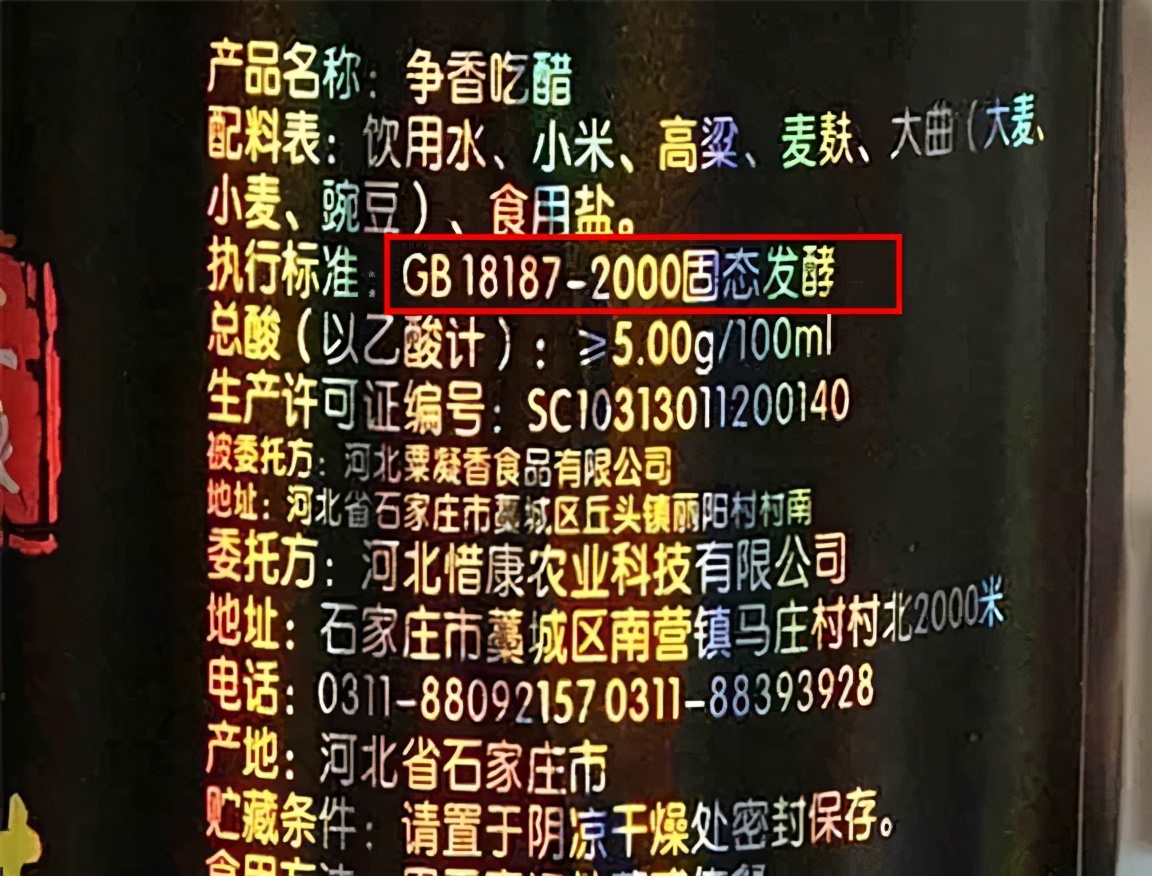 产品名称：争香吃醋
配料表：饮用水、小米、高粱、麦麸、大曲（大麦、
小麦、豌豆）、食用盐。
执行标准：GB 18187-2000固态发酵
总酸（以乙酸计）：≥5.00g/100ml
生产许可证编号：SC10313011200140
被委托方：河北粟凝香食品有限公司
地址：河北省石家庄市藁城区丘头镇丽阳村村南
委托方：河北惜康农业科技有限公司
地址：石家庄市藁城区南营镇马庄村村北2000米
电话：0311-88092157 0311-88393928
产地：河北省石家庄市
贮藏条件：请置于阴凉干燥处密封保存。